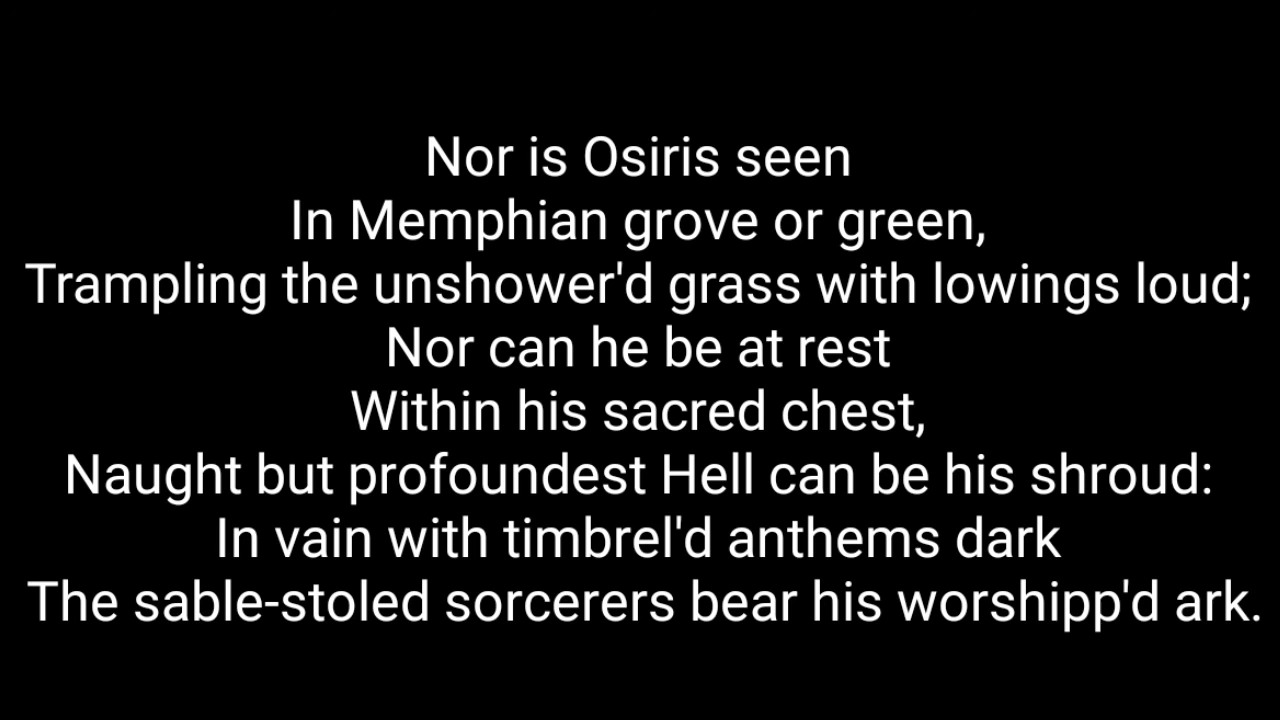 Nor is Osiris seen
In Memphian grove or green,
Trampling the unshower'd grass with lowings loud;
Nor can he be at rest
Within his sacred chest,
Naught but profoundest Hell can be his shroud:
In vain with timbrel'd anthems dark
The sable-stoled sorcerers bear his worshipp'd ark.